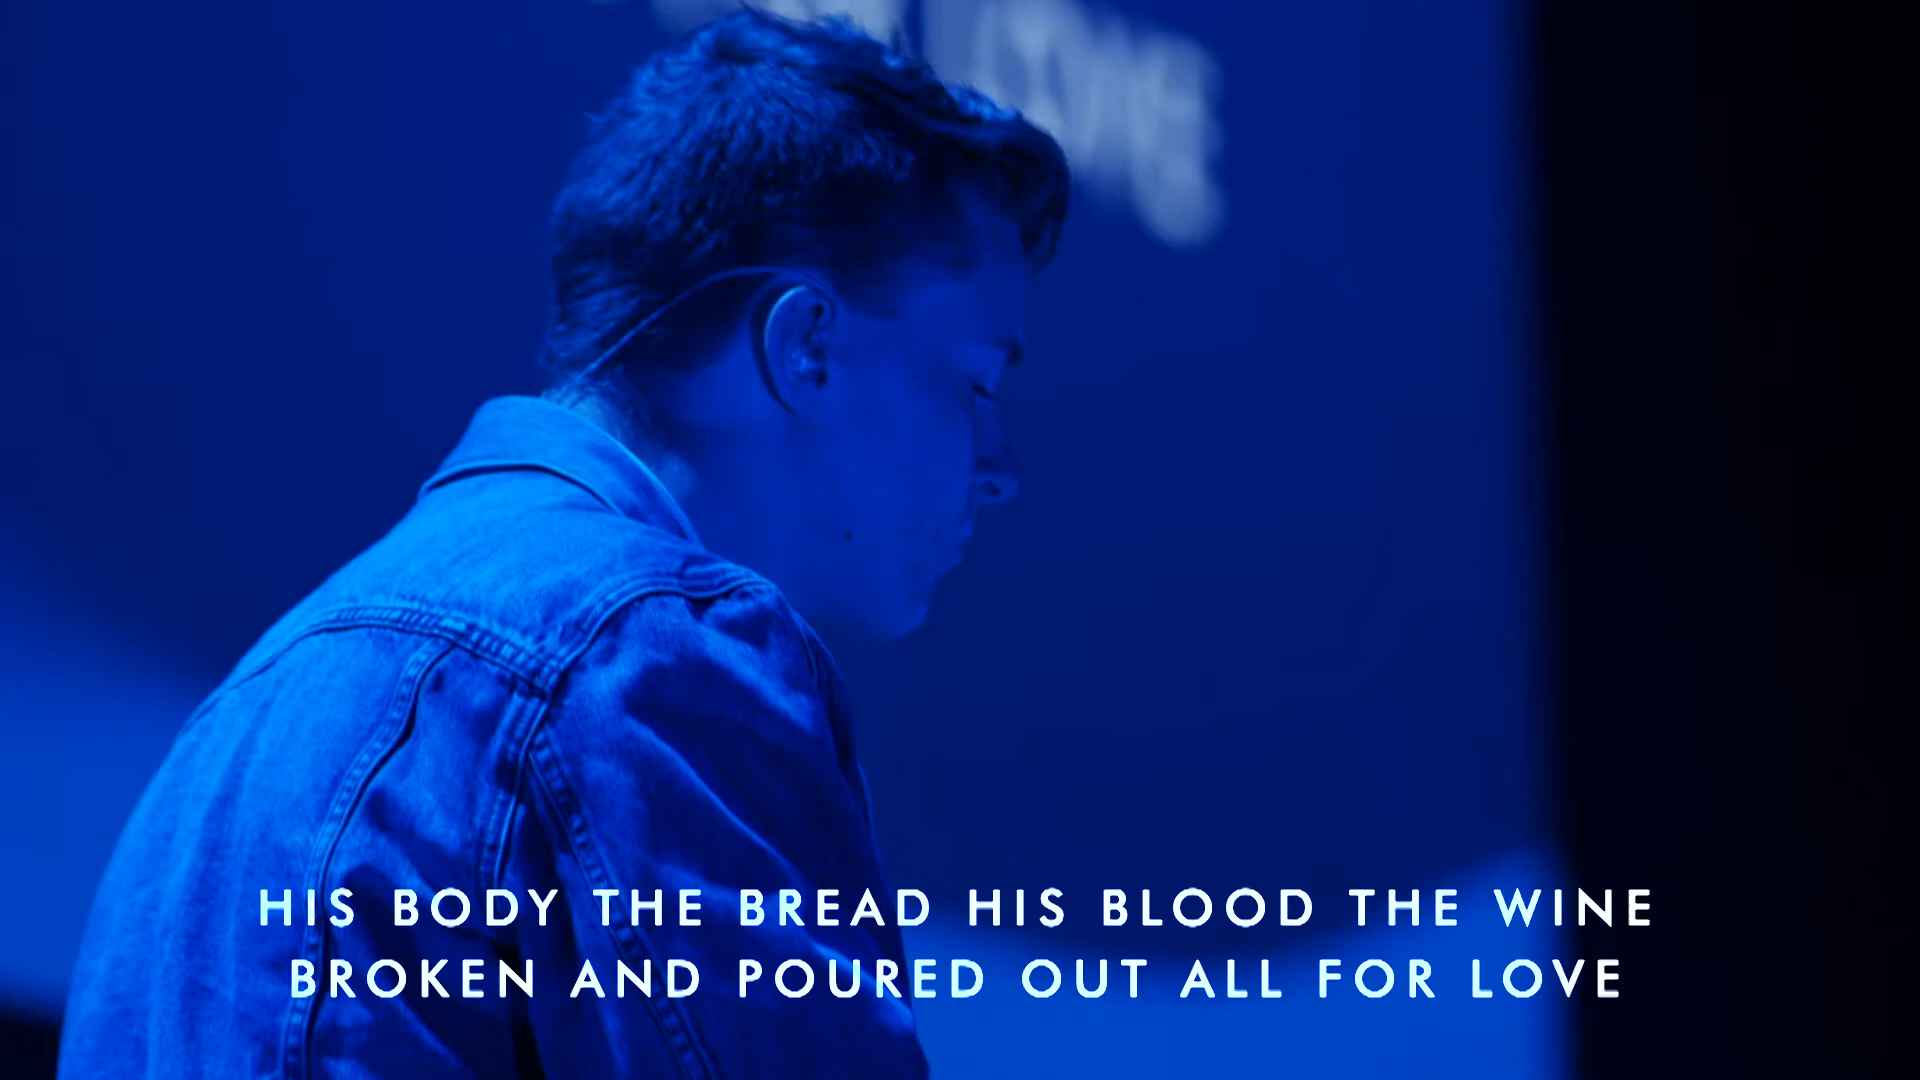 HIS BODY THE BREAD HIS BLOOD THE WINE
BROKEN AND POURED OUT ALL FOR LOVE